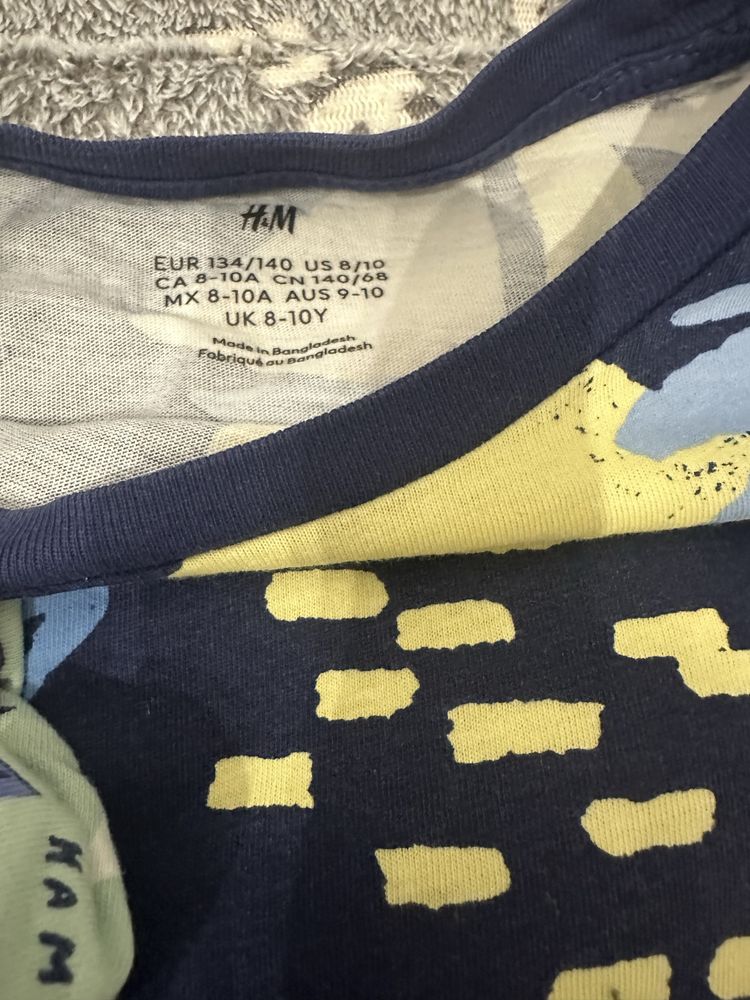 H&M
EUR 134/140 US 8/10
CA 8-10A CN 140/68
MX 8-10A AUS 9-10
UK 8-10Y
Made in Bangladesh
Fabriqué au Bangladesh
HAM